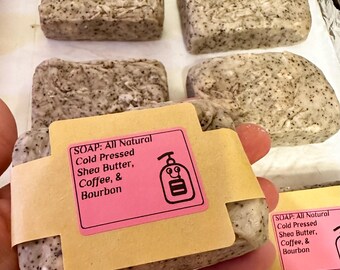 SOAP: All Natural
Cold Pressed
Shea Butter,
Coffee, &
Bourbon
SOAP: All Natural
Cold Pressed
Shea Butter,
Coffee, &
Bourbon